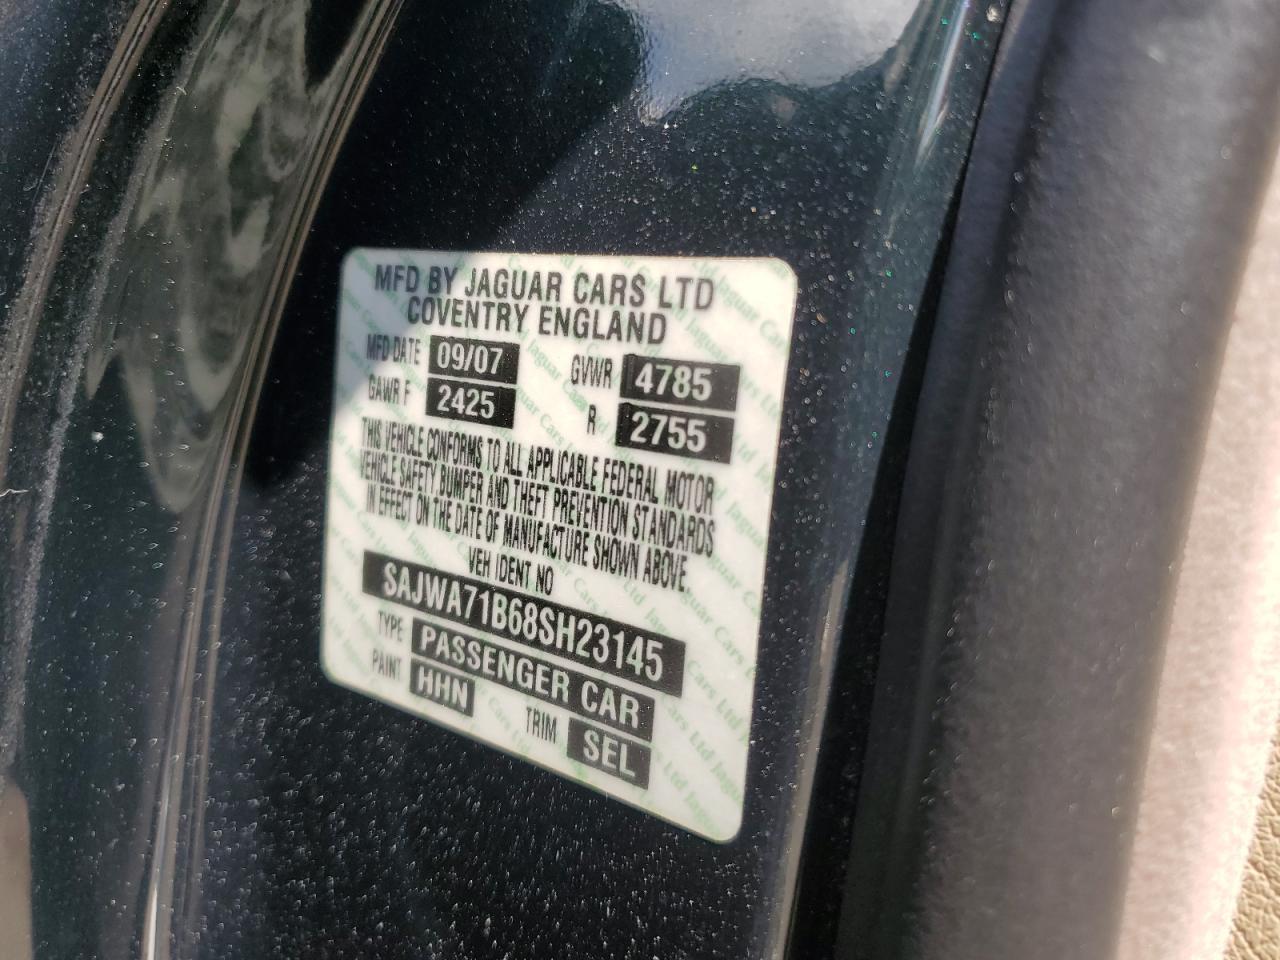 MFD BY JAGUAR CARS LTD
COVENTRY ENGLAND
MFD DATE 09/07 GVWR 4785
GAWR F 2425 R 2755
THIS VEHICLE CONFORMS TO ALL APPLICABLE FEDERAL MOTOR
VEHICLE SAFETY, BUMPER AND THEFT PREVENTION STANDARDS
IN EFFECT ON THE DATE OF MANUFACTURE SHOWN ABOVE.
VEH IDENT NO
SAJWA71B68SH23145
TYPE PASSENGER CAR
PAINT HHN TRIM SEL